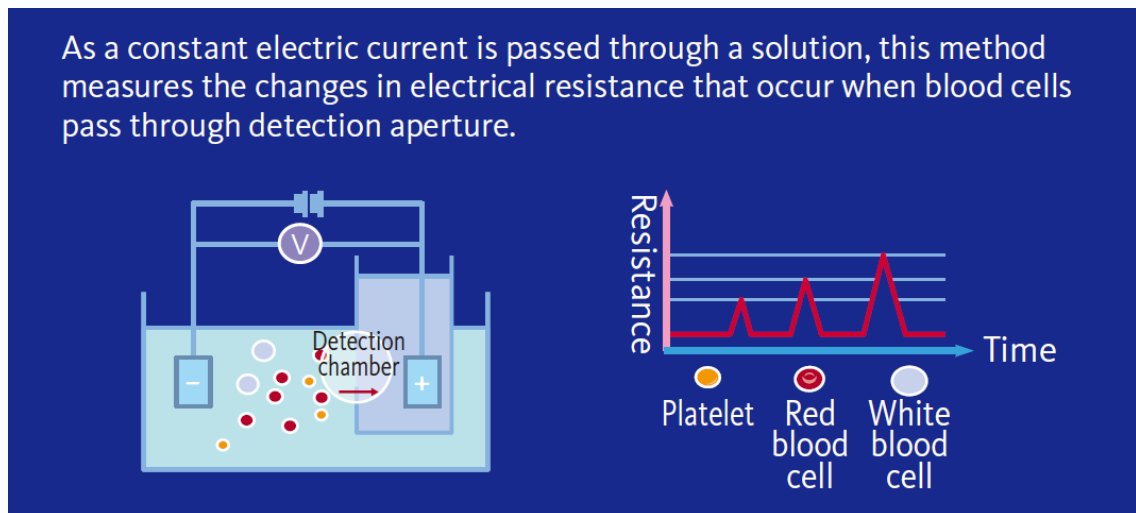 As a constant electric current is passed through a solution, this method
measures the changes in electrical resistance that occur when blood cells
pass through detection aperture.
V
Detection
chamber
−
+
Resistance
Time
Platelet
Red
blood
cell
White
blood
cell